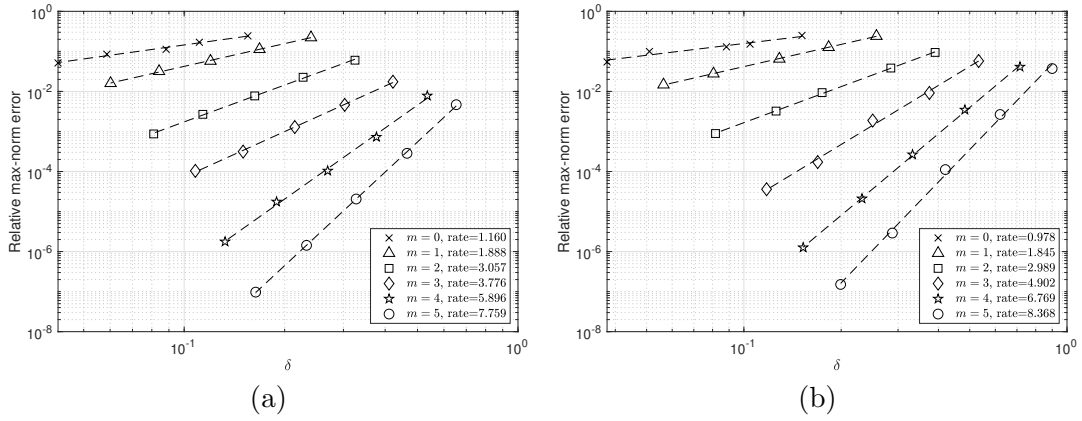 Relative max-norm error
10^0
10^-2
10^-4
10^-6
10^-8
10^-1
10^0
δ
m = 0, rate=1.160
m = 1, rate=1.888
m = 2, rate=3.057
m = 3, rate=3.776
m = 4, rate=5.896
m = 5, rate=7.759
(a)
Relative max-norm error
10^0
10^-2
10^-4
10^-6
10^-8
10^-1
10^0
δ
m = 0, rate=0.978
m = 1, rate=1.845
m = 2, rate=2.989
m = 3, rate=4.902
m = 4, rate=6.769
m = 5, rate=8.368
(b)